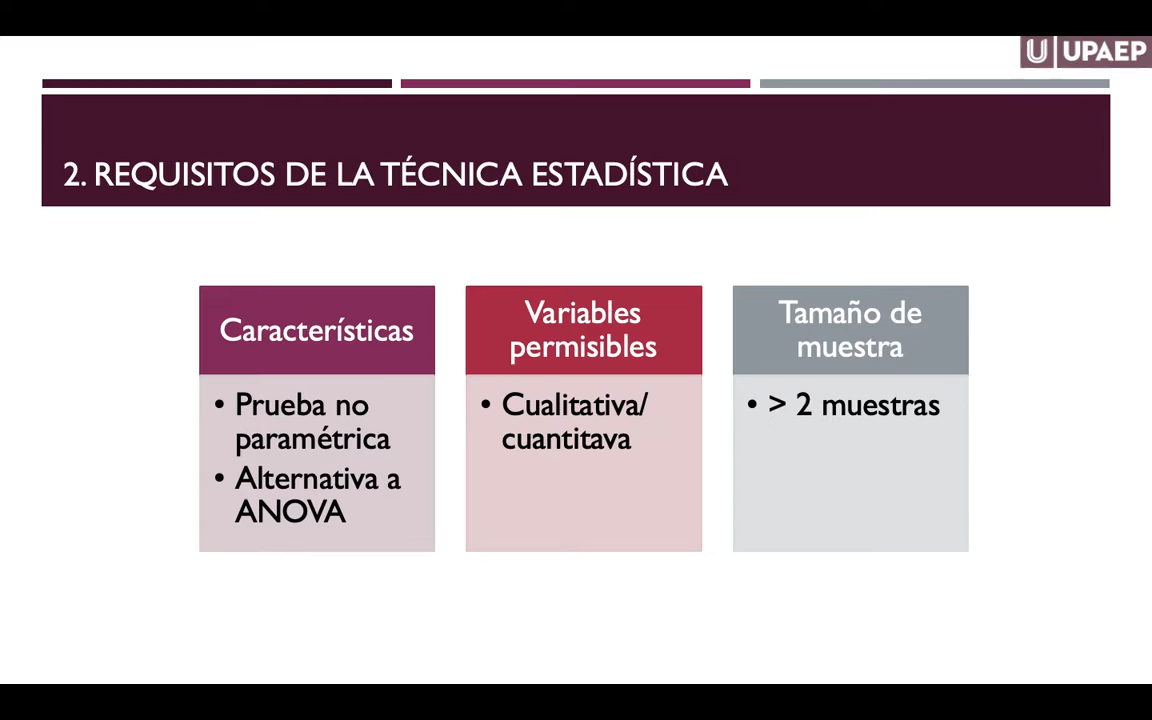 UPAEP
2. REQUISITOS DE LA TÉCNICA ESTADÍSTICA
Características
• Prueba no
paramétrica
• Alternativa a
ANOVA
Variables
permisibles
• Cualitativa/
cuantitava
Tamaño de
muestra
• > 2 muestras